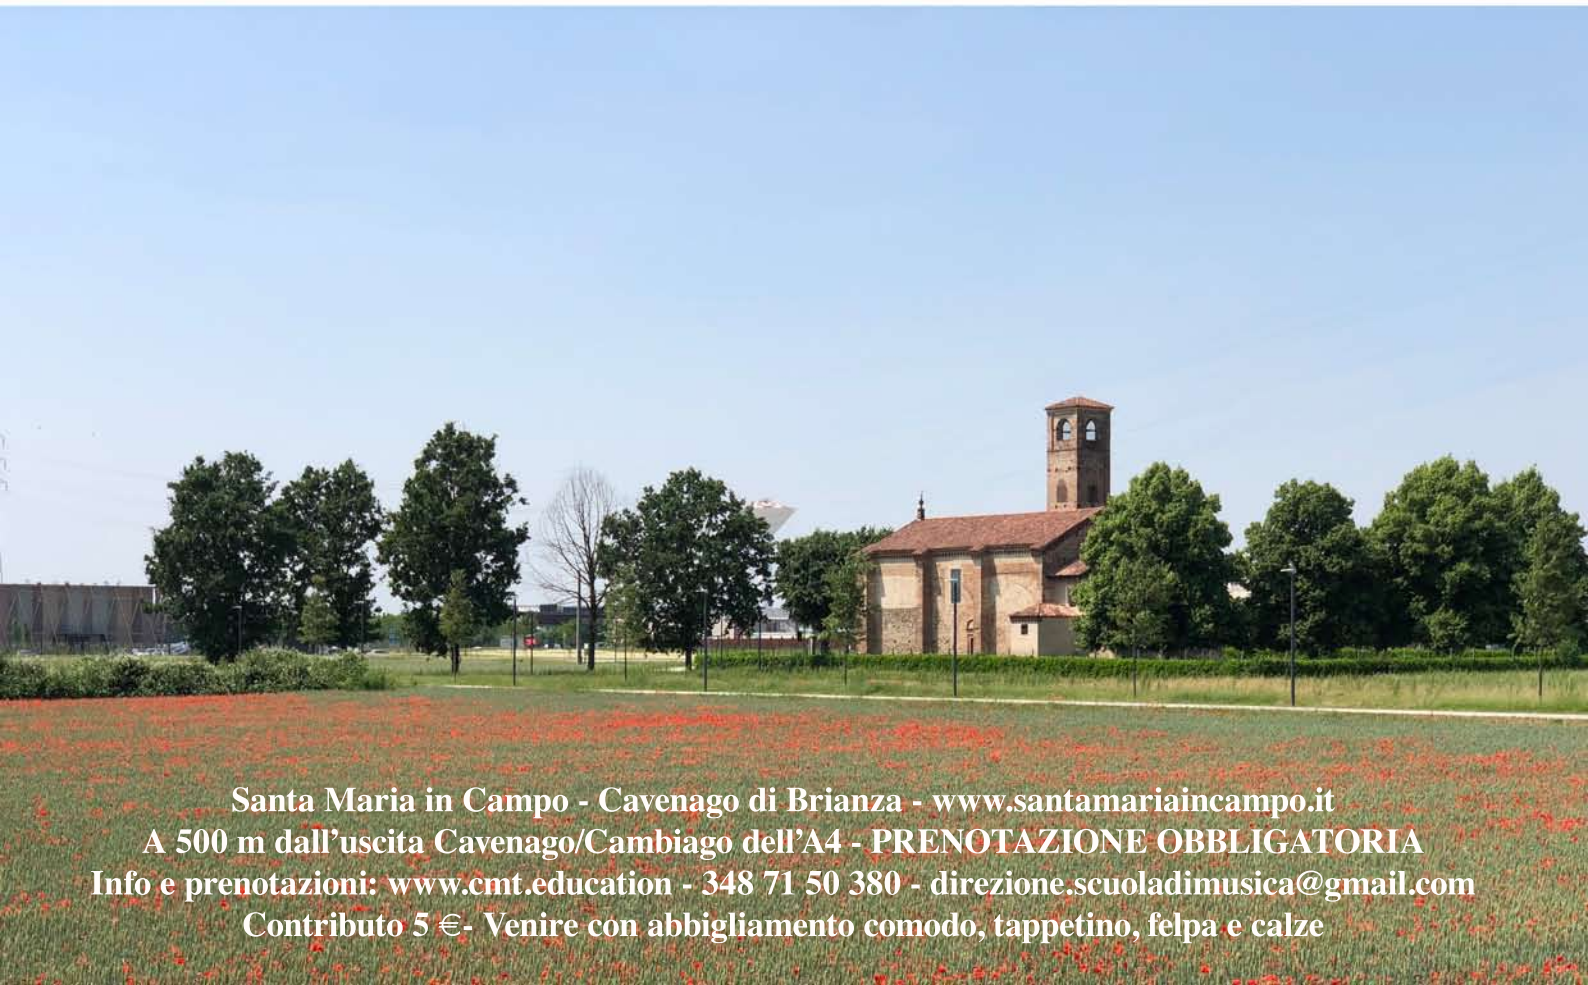 Santa Maria in Campo - Cavenago di Brianza - www.santamariaincampo.it
A 500 m dall'uscita Cavenago/Cambiago dell'A4 - PRENOTAZIONE OBBLIGATORIA
Info e prenotazioni: www.cmt.education - 348 71 50 380 - direzione.scuoladimusica@gmail.com
Contributo 5 €- Venire con abbigliamento comodo, tappetino, felpa e calze